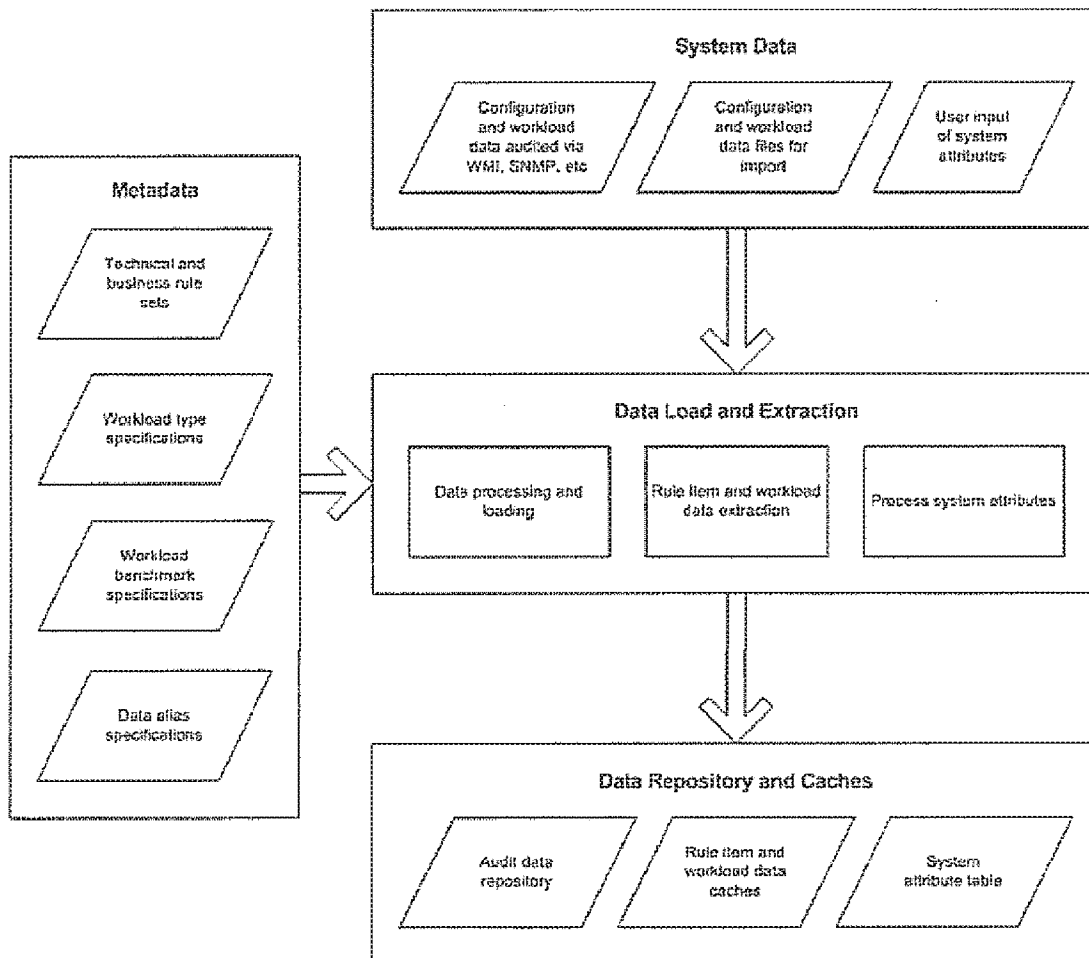 System Data
Configuration
and workload
data audited via
WMI, SNMP, etc
Configuration
and workload
data files for
import
User input
of system
attributes
Metadata
Technical and
business rule
sets
Workload type
specifications
Workload
benchmark
specifications
Data alias
specifications
Data Load and Extraction
Data processing and
loading
Rule item and workload
data extraction
Process system attributes
Data Repository and Caches
Audit data
repository
Rule item and
workload data
caches
System
attribute table